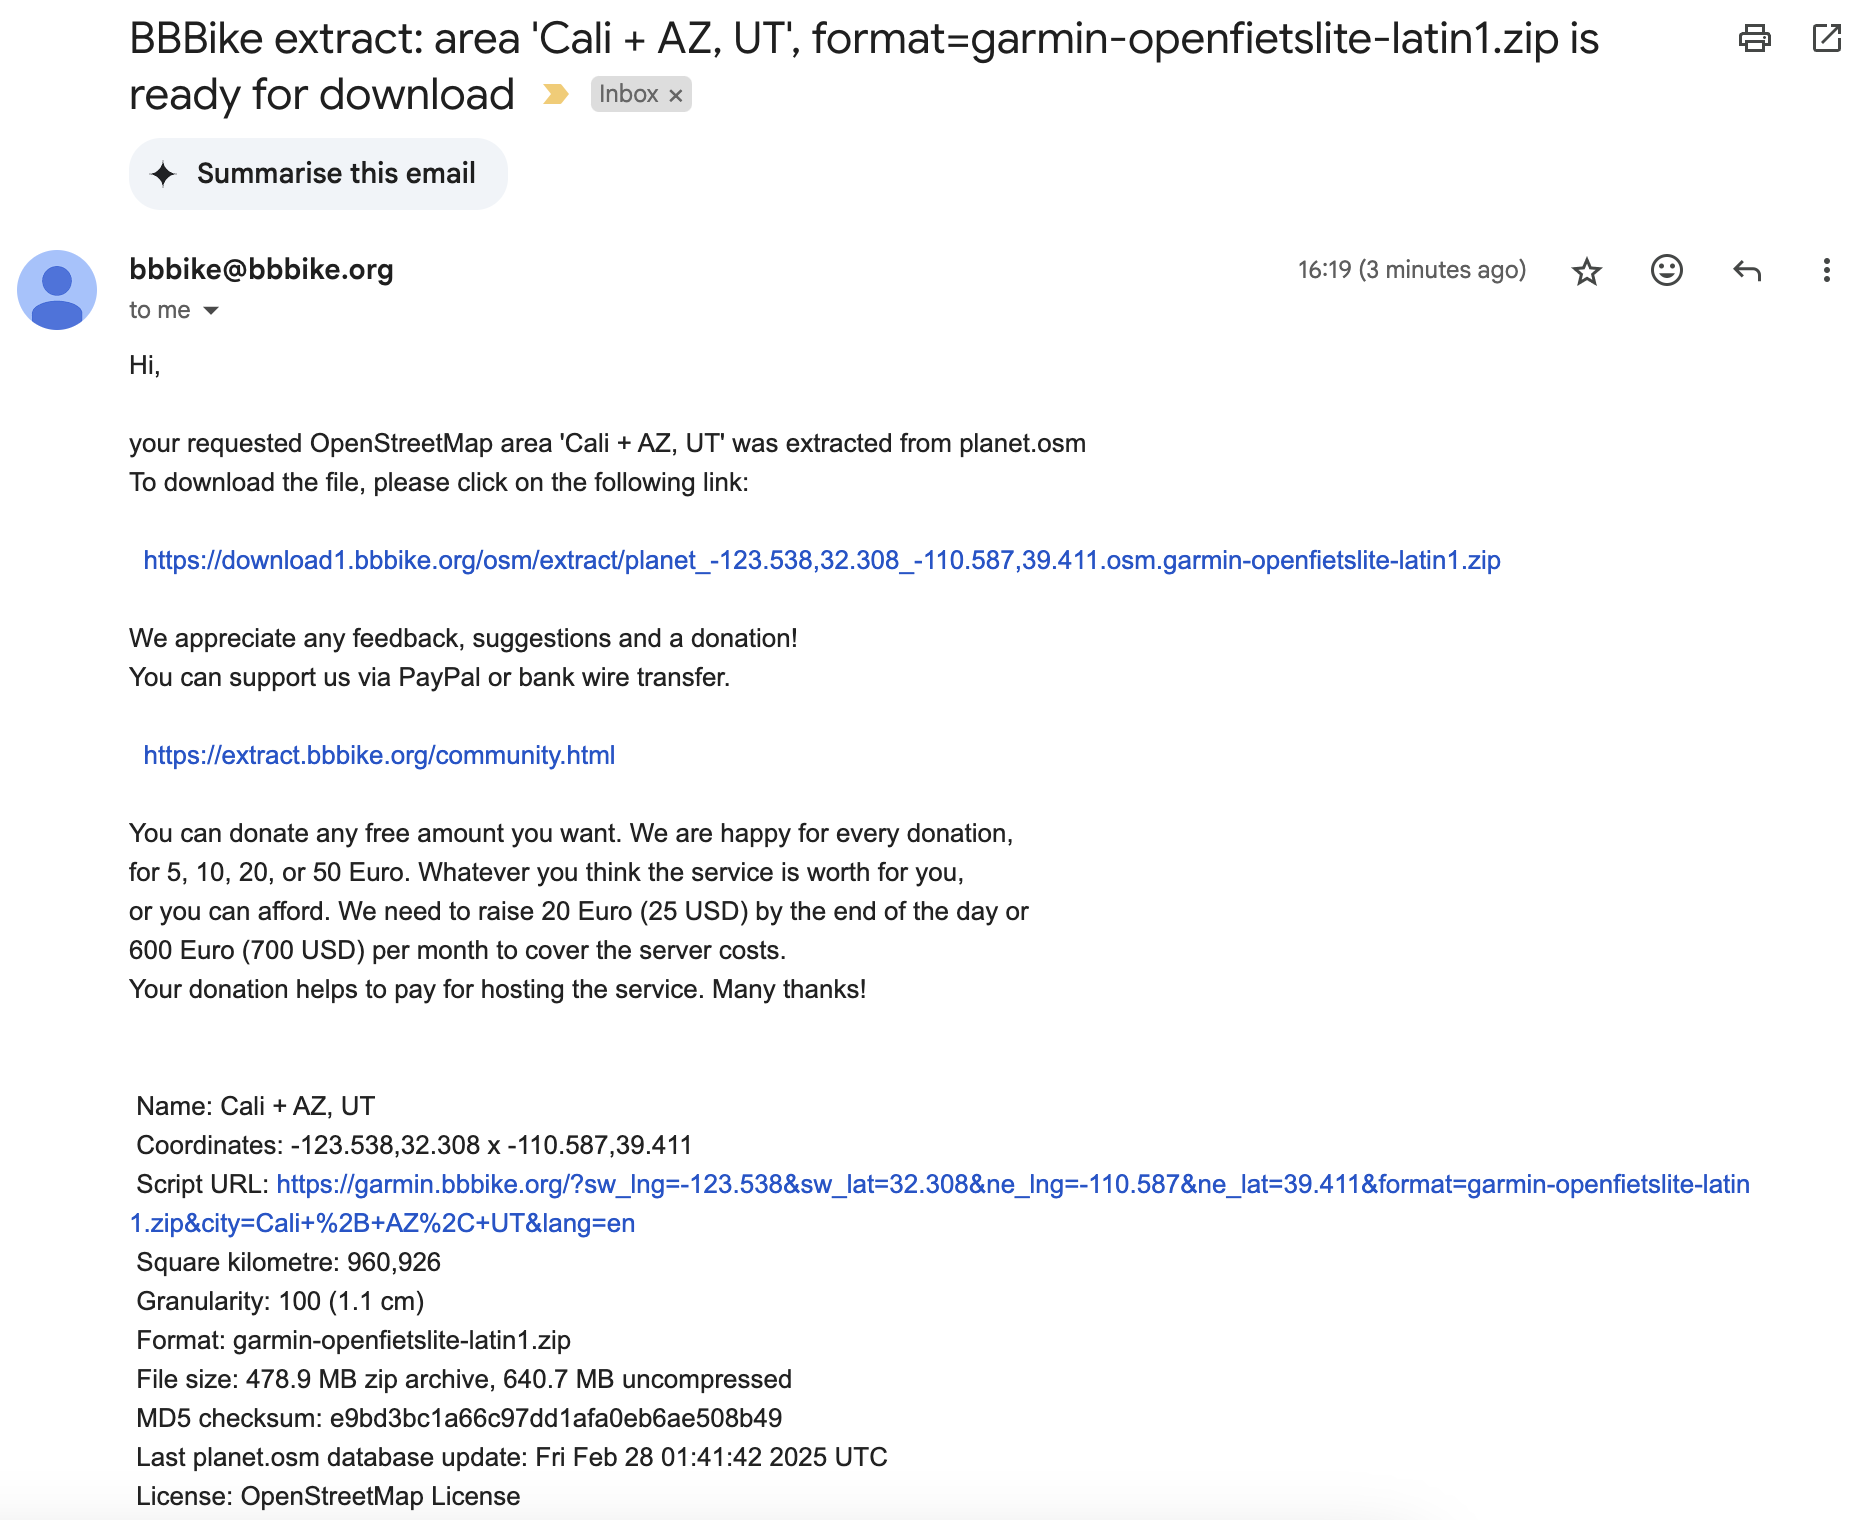 BBBike extract: area 'Cali + AZ, UT', format=garmin-openfietslite-latin1.zip is
ready for download Inbox ×
Summarise this email
bbbike@bbbike.org 16:19 (3 minutes ago)
to me
Hi,
your requested OpenStreetMap area 'Cali + AZ, UT' was extracted from planet.osm
To download the file, please click on the following link:
https://download1.bbbike.org/osm/extract/planet_-123.538,32.308_-110.587,39.411.osm.garmin-openfietslite-latin1.zip
We appreciate any feedback, suggestions and a donation!
You can support us via PayPal or bank wire transfer.
https://extract.bbbike.org/community.html
You can donate any free amount you want. We are happy for every donation,
for 5, 10, 20, or 50 Euro. Whatever you think the service is worth for you,
or you can afford. We need to raise 20 Euro (25 USD) by the end of the day or
600 Euro (700 USD) per month to cover the server costs.
Your donation helps to pay for hosting the service. Many thanks!
Name: Cali + AZ, UT
Coordinates: -123.538,32.308 x -110.587,39.411
Script URL: https://garmin.bbbike.org/?sw_lng=-123.538&sw_lat=32.308&ne_lng=-110.587&ne_lat=39.411&format=garmin-openfietslite-latin
1.zip&city=Cali+%2B+AZ%2C+UT&lang=en
Square kilometre: 960,926
Granularity: 100 (1.1 cm)
Format: garmin-openfietslite-latin1.zip
File size: 478.9 MB zip archive, 640.7 MB uncompressed
MD5 checksum: e9bd3bc1a66c97dd1afa0eb6ae508b49
Last planet.osm database update: Fri Feb 28 01:41:42 2025 UTC
License: OpenStreetMap License